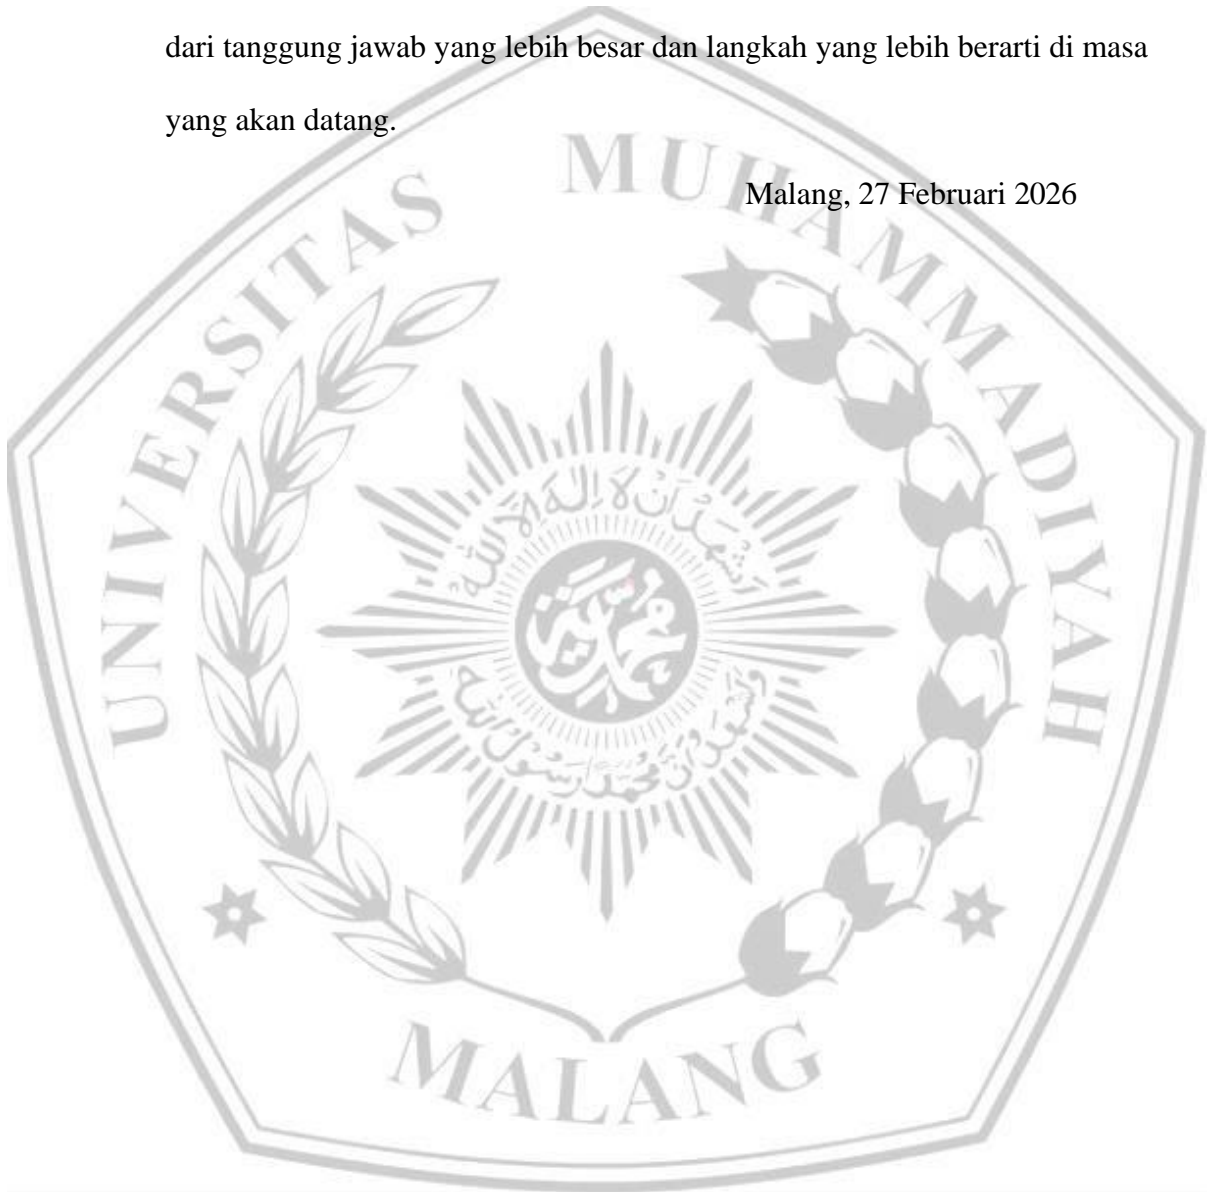 dari tanggung jawab yang lebih besar dan langkah yang lebih berarti di masa
yang akan datang.
Malang, 27 Februari 2026
UNIVERSITAS MUHAMMADIYAH
MALANG